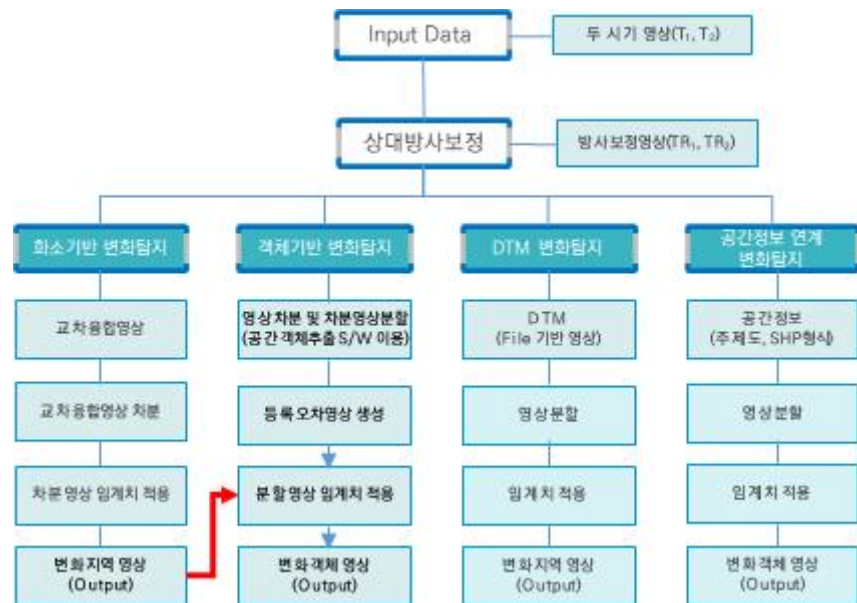 Input Data
두 시기 영상(T₁, T₂)
상대방사보정
방사보정영상(TR₁, TR₂)
화소기반 변화탐지
교차융합영상
교차융합영상 차분
차분영상 임계치 적용
변화지역 영상
(Output)
객체기반 변화탐지
영상차분 및 차분영상분할
(공간객체추출 S/W 이용)
등록오차영상 생성
분할영상 임계치 적용
변화객체 영상
(Output)
DTM 변화탐지
DTM
(File 기반 영상)
영상분할
임계치 적용
변화지역 영상
(Output)
공간정보 연계
변화탐지
공간정보
(주제도, SHP형식)
영상분할
임계치 적용
변화객체 영상
(Output)